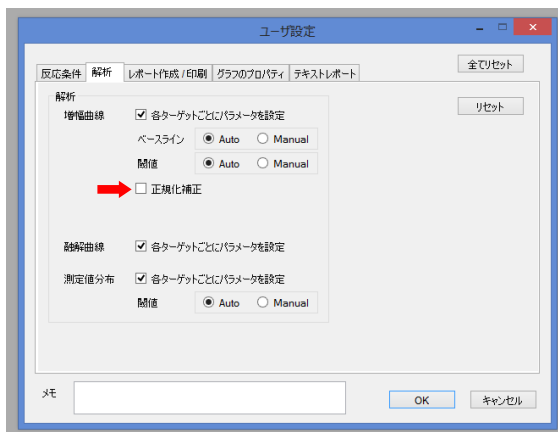 ユーザ設定
反応条件 解析 レポート作成/印刷 グラフのプロパティ テキストレポート
全てリセット
リセット
解析
増幅曲線 各ターゲットごとにパラメータを設定
ベースライン Auto Manual
閾値 Auto Manual
正規化補正
融解曲線 各ターゲットごとにパラメータを設定
測定値分布 各ターゲットごとにパラメータを設定
閾値 Auto Manual
メモ
OK キャンセル